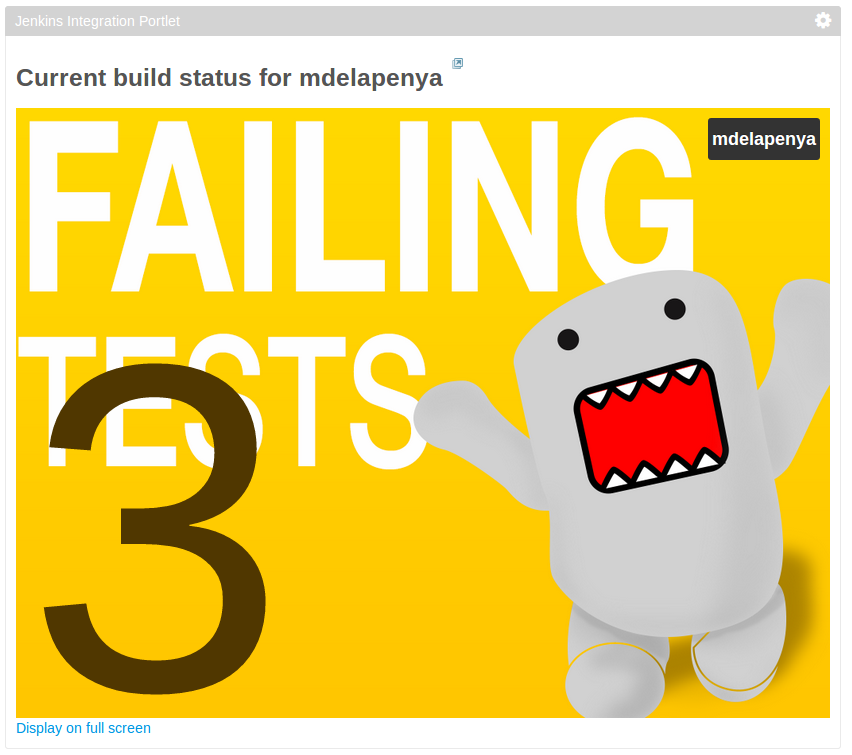 Jenkins Integration Portlet
Current build status for mdelapenya
FAILING
mdelapenya
TESTS
3
Display on full screen